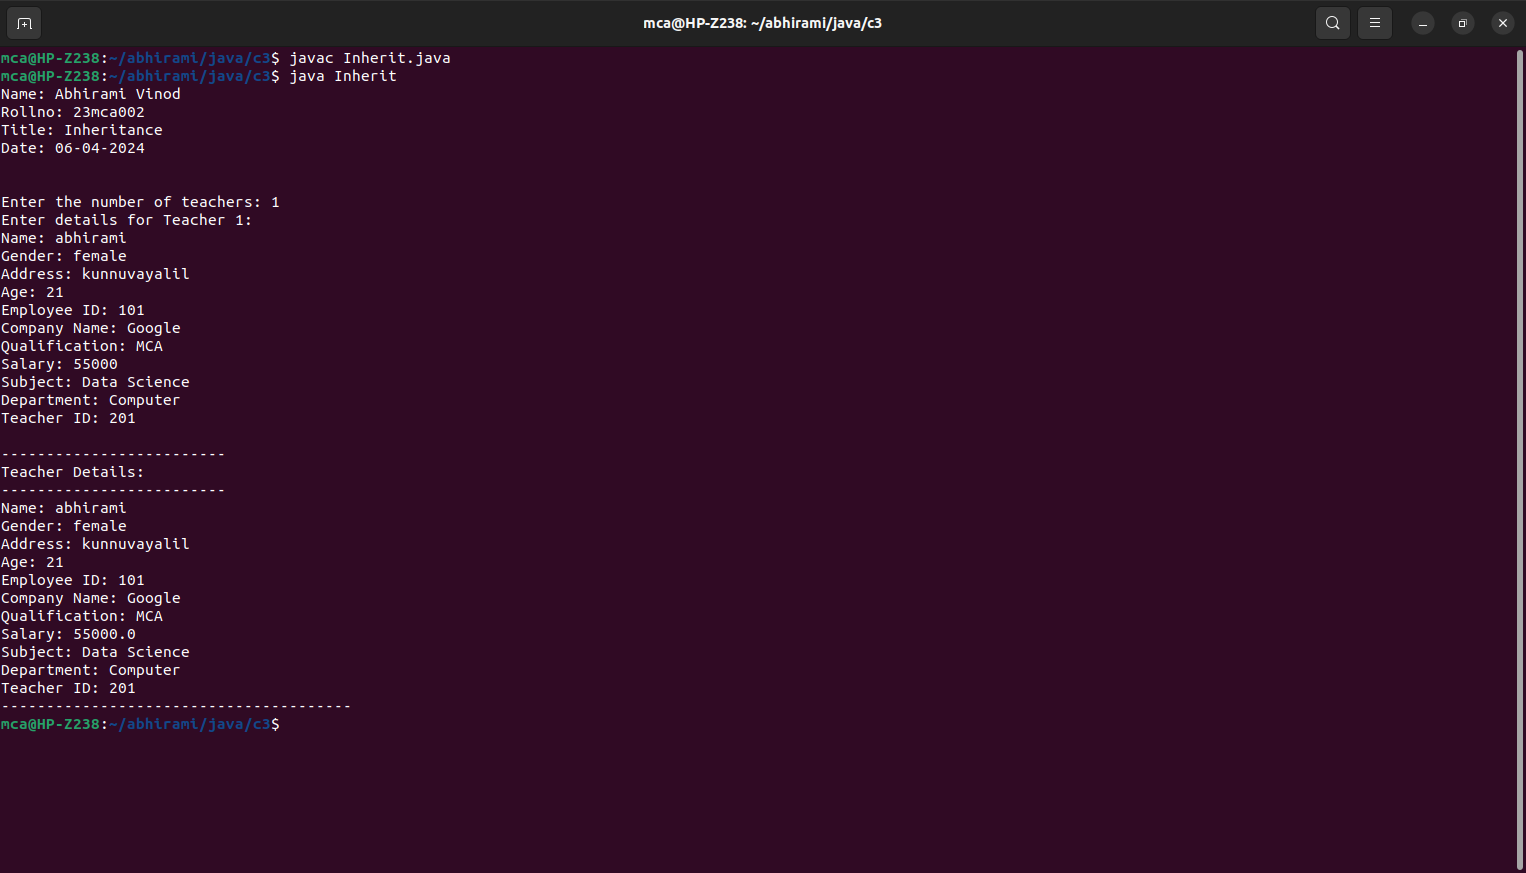 mca@HP-Z238: ~/abhirami/java/c3
mca@HP-Z238:~/abhirami/java/c3$ javac Inherit.java
mca@HP-Z238:~/abhirami/java/c3$ java Inherit
Name: Abhirami Vinod
Rollno: 23mca002
Title: Inheritance
Date: 06-04-2024
Enter the number of teachers: 1
Enter details for Teacher 1:
Name: abhirami
Gender: female
Address: kunnuvayalil
Age: 21
Employee ID: 101
Company Name: Google
Qualification: MCA
Salary: 55000
Subject: Data Science
Department: Computer
Teacher ID: 201
-------------------------
Teacher Details:
-------------------------
Name: abhirami
Gender: female
Address: kunnuvayalil
Age: 21
Employee ID: 101
Company Name: Google
Qualification: MCA
Salary: 55000.0
Subject: Data Science
Department: Computer
Teacher ID: 201
---------------------------------------
mca@HP-Z238:~/abhirami/java/c3$